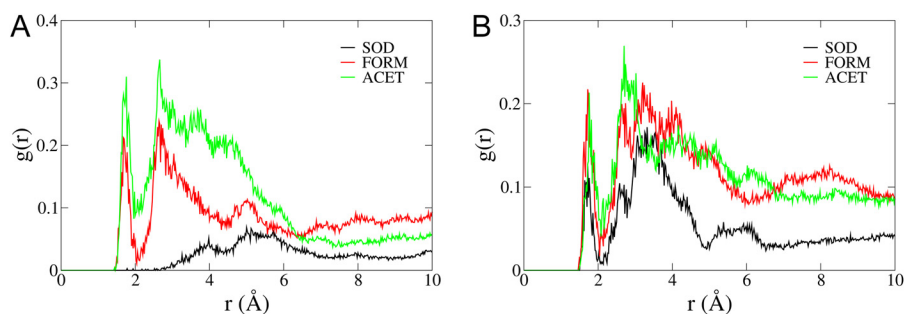 A
0.4
0.3
0.2
0.1
0
g(r)
SOD
FORM
ACET
0 2 4 6 8 10
r (Å)
B
0.3
0.2
0.1
0
g(r)
SOD
FORM
ACET
0 2 4 6 8 10
r (Å)